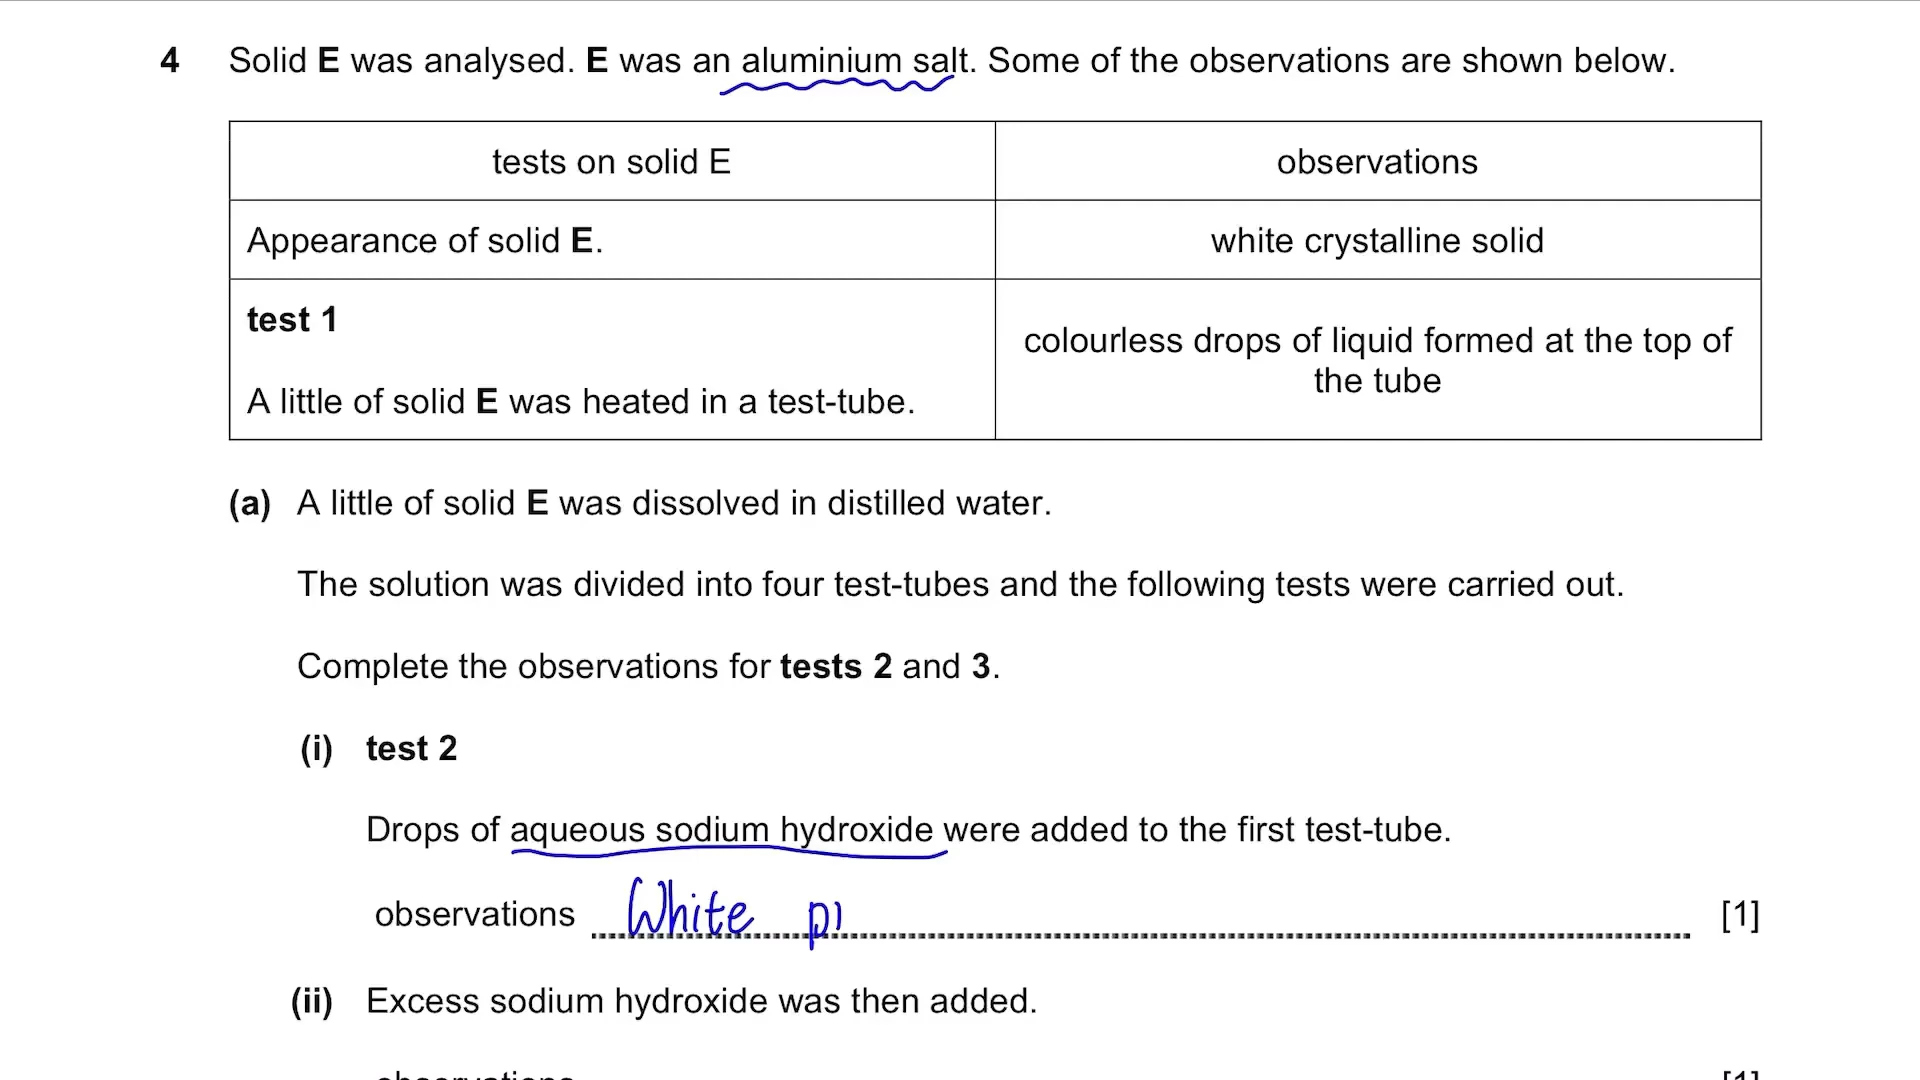 4 Solid E was analysed. E was an aluminium salt. Some of the observations are shown below.
tests on solid E
observations
Appearance of solid E.
white crystalline solid
test 1
A little of solid E was heated in a test-tube.
colourless drops of liquid formed at the top of
the tube
(a) A little of solid E was dissolved in distilled water.
The solution was divided into four test-tubes and the following tests were carried out.
Complete the observations for tests 2 and 3.
(i) test 2
Drops of aqueous sodium hydroxide were added to the first test-tube.
observations White [1]
(ii) Excess sodium hydroxide was then added.